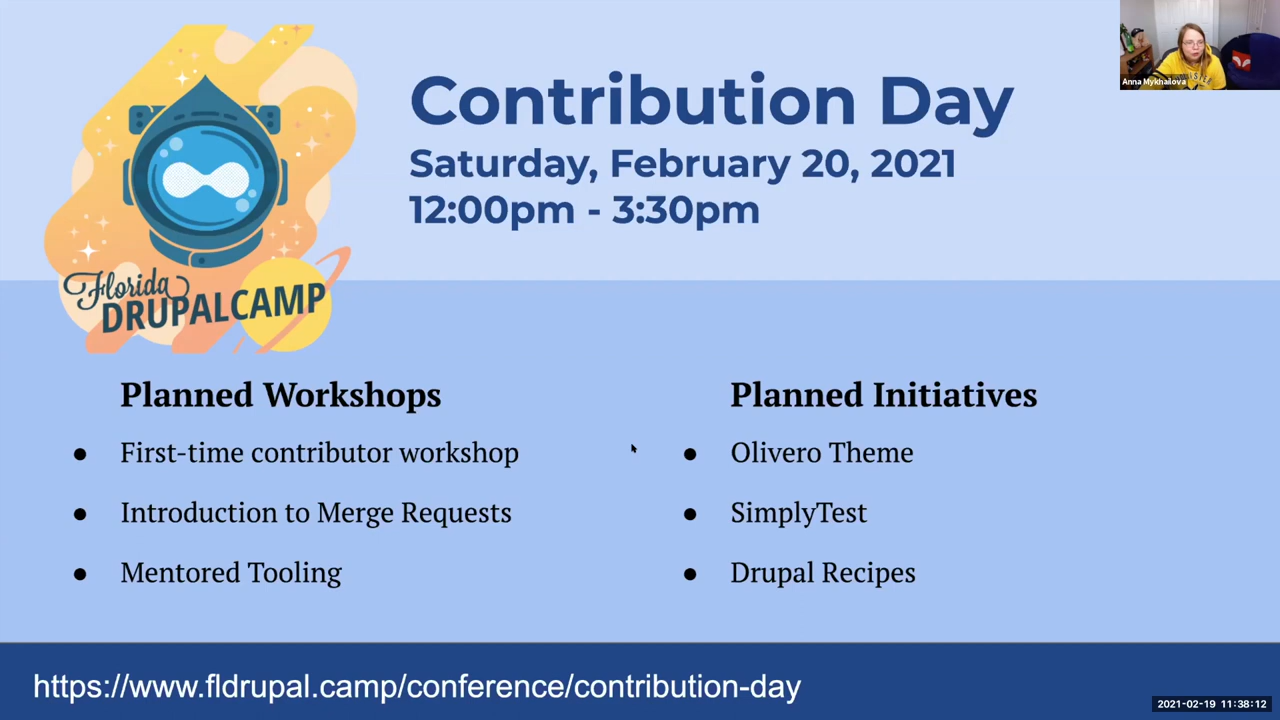 Contribution Day
Saturday, February 20, 2021
12:00pm - 3:30pm
Anna Mykhailova
Florida
DRUPALCAMP
Planned Workshops
● First-time contributor workshop
● Introduction to Merge Requests
● Mentored Tooling
Planned Initiatives
● Olivero Theme
● SimplyTest
● Drupal Recipes
https://www.fldrupal.camp/conference/contribution-day
2021-02-19 11:38:12